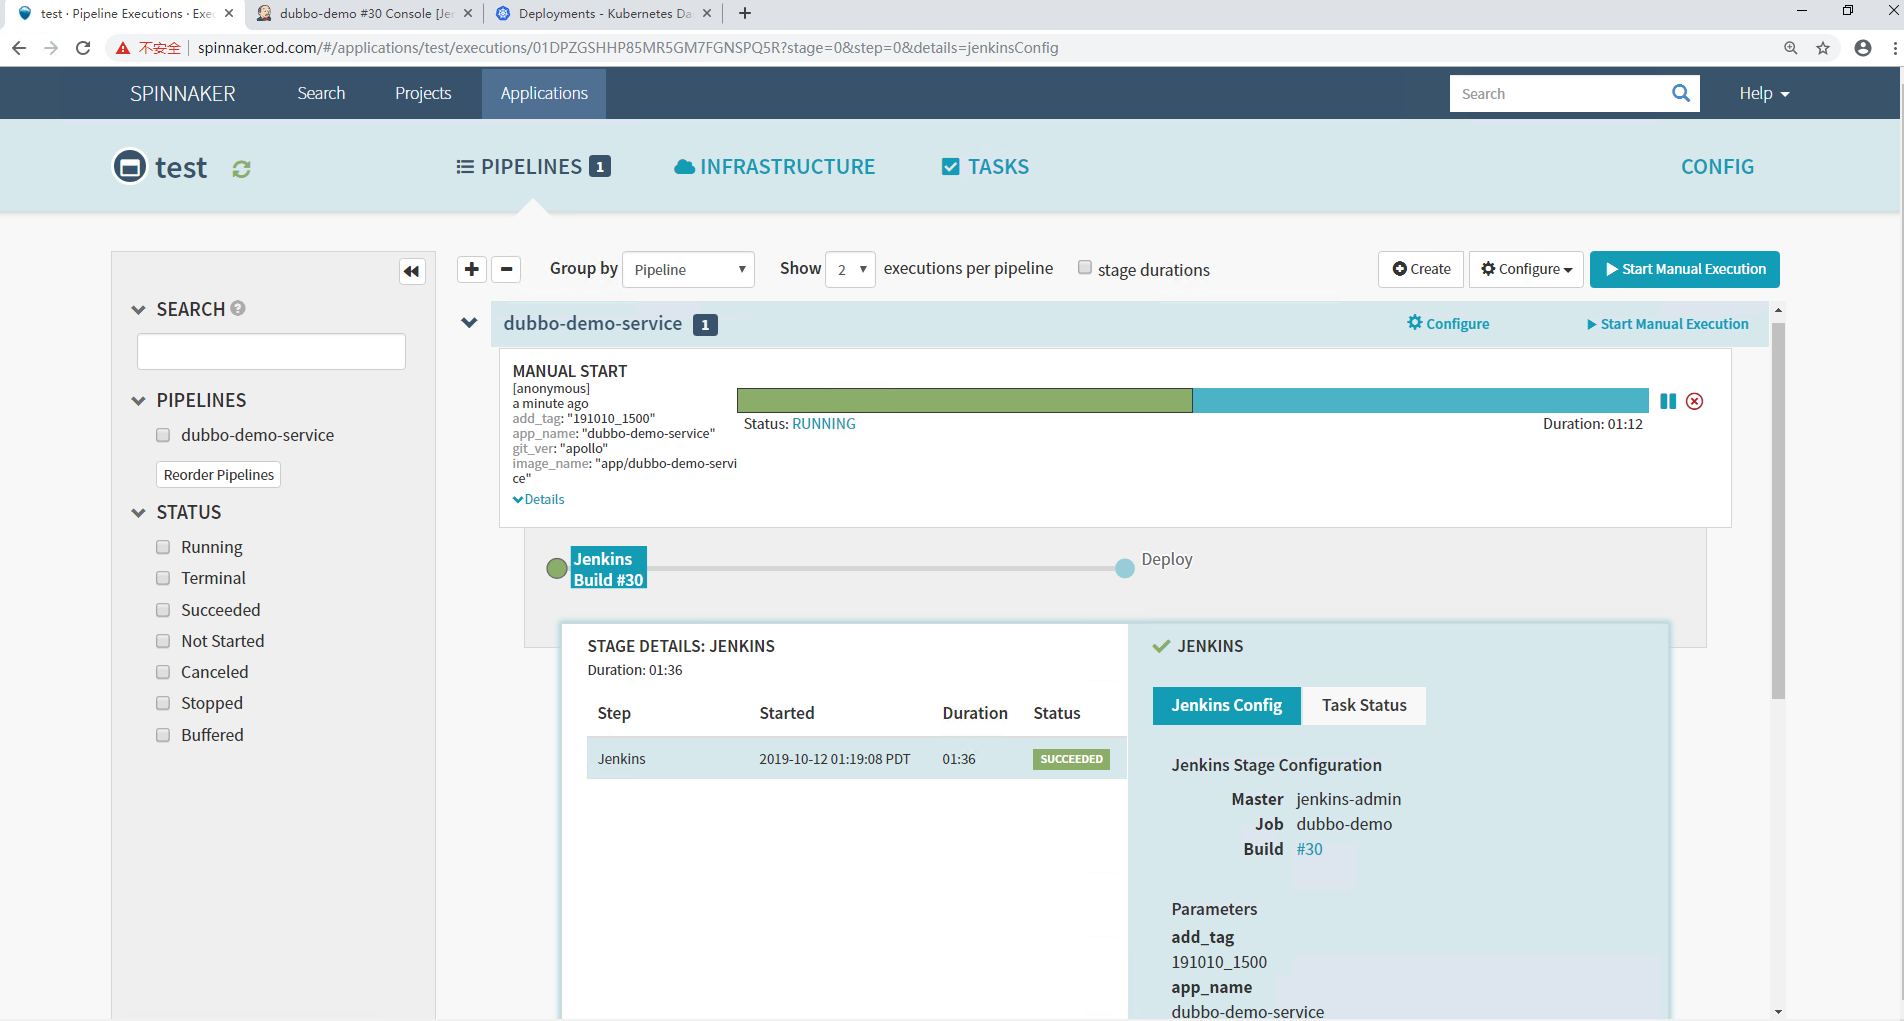 test · Pipeline Executions · Exe
dubbo-demo #30 Console [Je
Deployments - Kubernetes Da
不安全
spinnaker.od.com/#/applications/test/executions/01DPZGSHHP85MR5GM7FGNSPQ5R?stage=0&step=0&details=jenkinsConfig
SPINNAKER
Search
Projects
Applications
Search
Help
test
PIPELINES 1
INFRASTRUCTURE
TASKS
CONFIG
SEARCH
PIPELINES
dubbo-demo-service
Reorder Pipelines
STATUS
Running
Terminal
Succeeded
Not Started
Canceled
Stopped
Buffered
Group by Pipeline
Show 2 executions per pipeline
stage durations
Create
Configure
Start Manual Execution
dubbo-demo-service 1
Configure
Start Manual Execution
MANUAL START
[anonymous]
a minute ago
add_tag: "191010_1500"
app_name: "dubbo-demo-service"
git_ver: "apollo"
image_name: "app/dubbo-demo-servi
ce"
Details
Status: RUNNING
Duration: 01:12
Jenkins
Build #30
Deploy
STAGE DETAILS: JENKINS
Duration: 01:36
Step Started Duration Status
Jenkins 2019-10-12 01:19:08 PDT 01:36 SUCCEEDED
JENKINS
Jenkins Config
Task Status
Jenkins Stage Configuration
Master jenkins-admin
Job dubbo-demo
Build #30
Parameters
add_tag
191010_1500
app_name
dubbo-demo-service